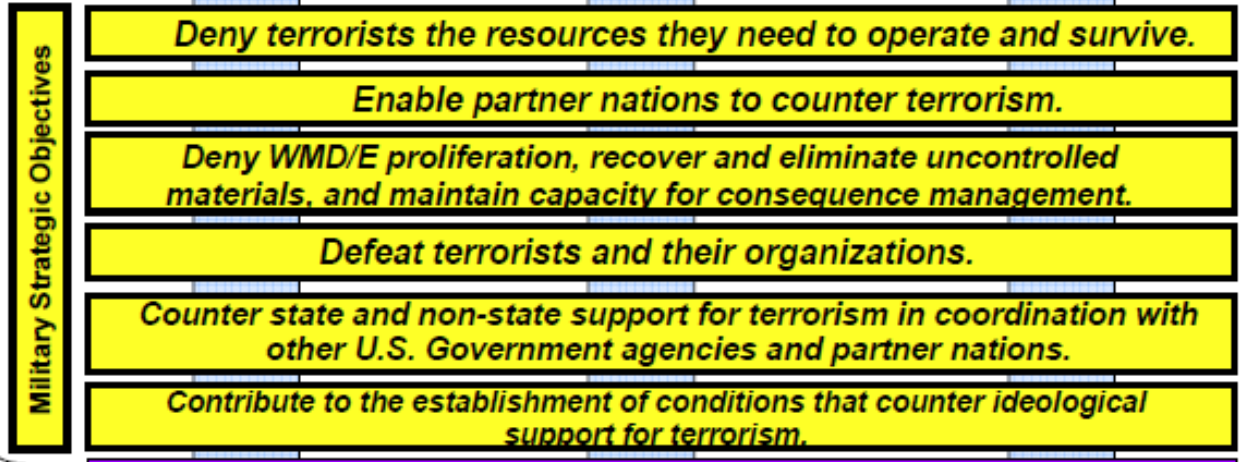 Military Strategic Objectives
Deny terrorists the resources they need to operate and survive.
Enable partner nations to counter terrorism.
Deny WMD/E proliferation, recover and eliminate uncontrolled
materials, and maintain capacity for consequence management.
Defeat terrorists and their organizations.
Counter state and non-state support for terrorism in coordination with
other U.S. Government agencies and partner nations.
Contribute to the establishment of conditions that counter ideological
support for terrorism.